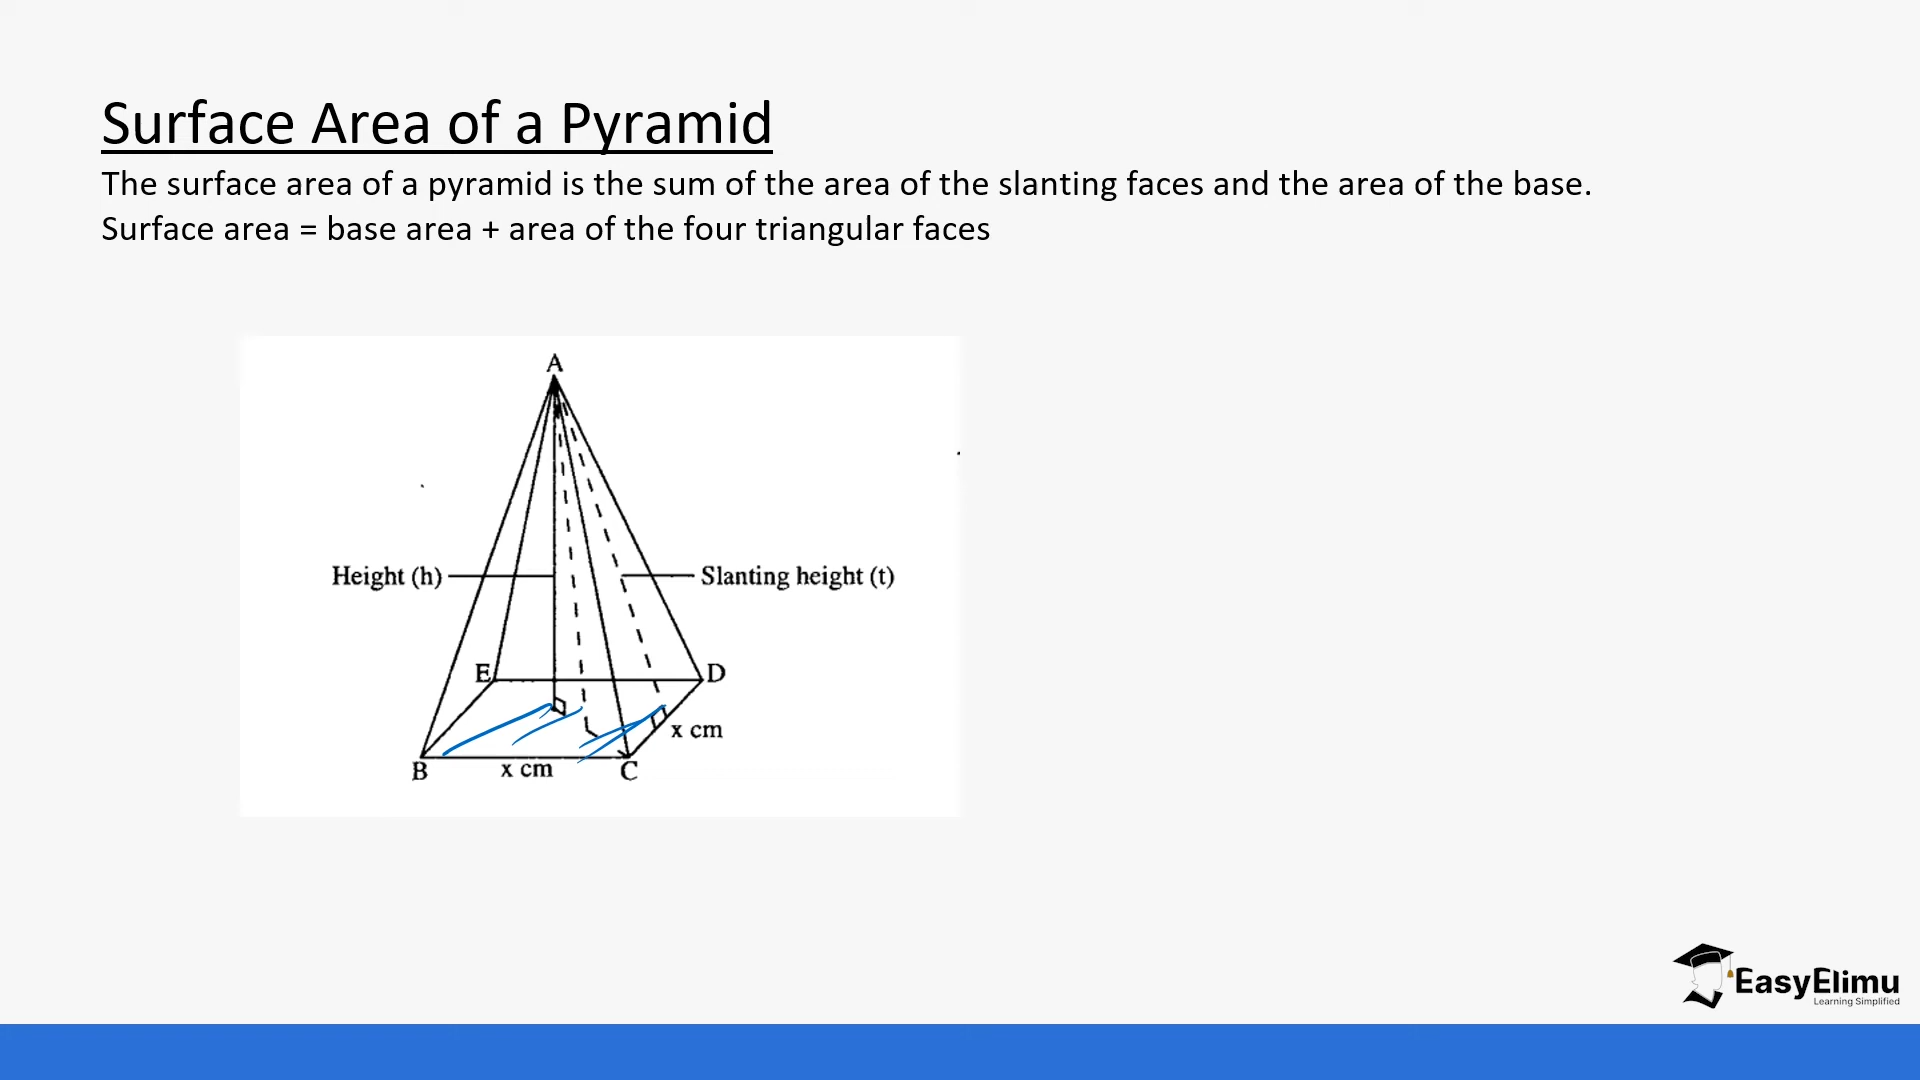 Surface Area of a Pyramid
The surface area of a pyramid is the sum of the area of the slanting faces and the area of the base.
Surface area = base area + area of the four triangular faces
A
Height (h)
Slanting height (t)
E
D
x cm
B
x cm
C
EasyElimu
Learning Simplified